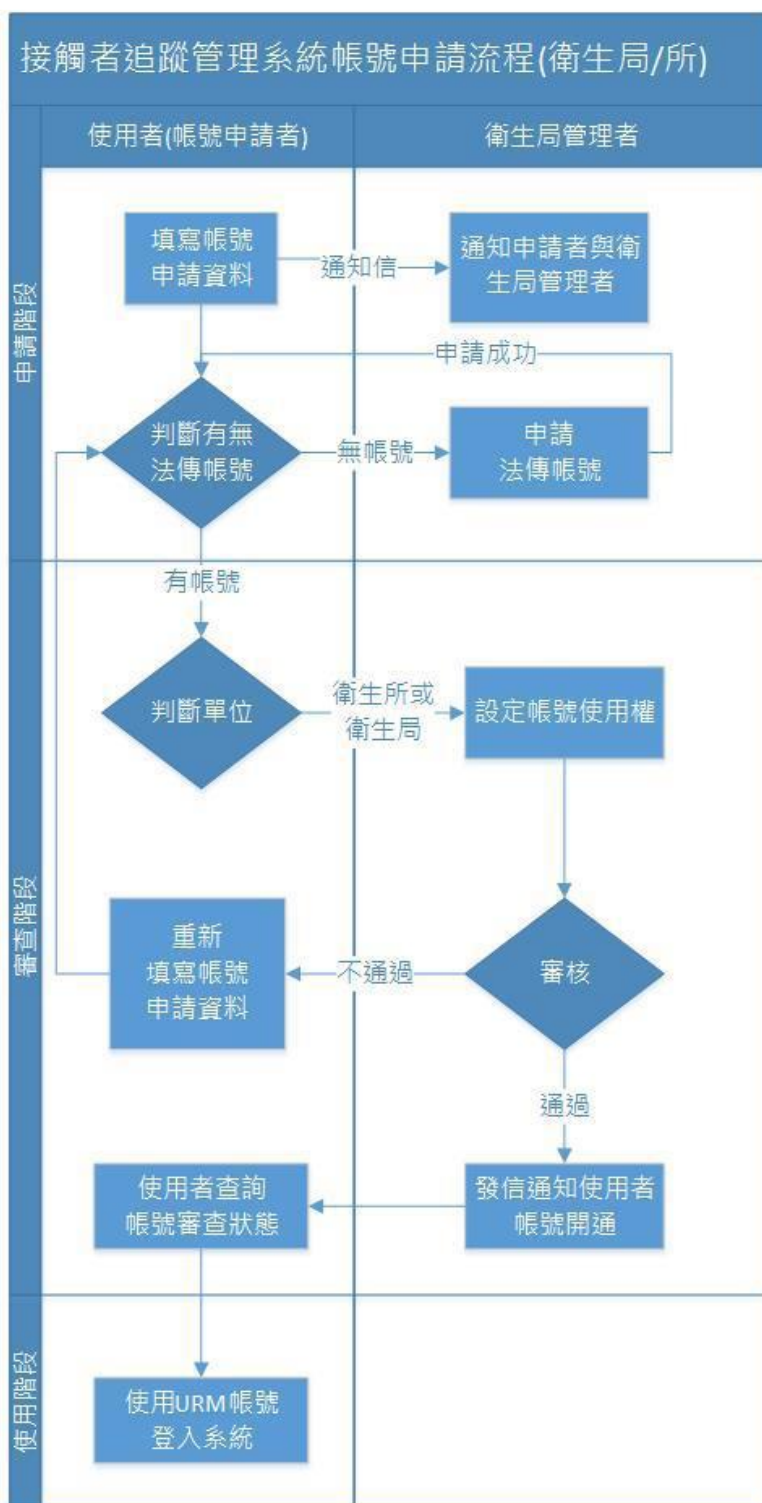 接觸者追蹤管理系統帳號申請流程(衛生局/所)
使用者(帳號申請者)
衛生局管理者
申請階段
填寫帳號
申請資料
通知信
通知申請者與衛
生局管理者
申請成功
判斷有無
法傳帳號
無帳號
申請
法傳帳號
審查階段
有帳號
判斷單位
衛生所或
衛生局
設定帳號使用權
審核
不通過
重新
填寫帳號
申請資料
通過
發信通知使用者
帳號開通
使用者查詢
帳號審查狀態
使用階段
使用URM帳號
登入系統